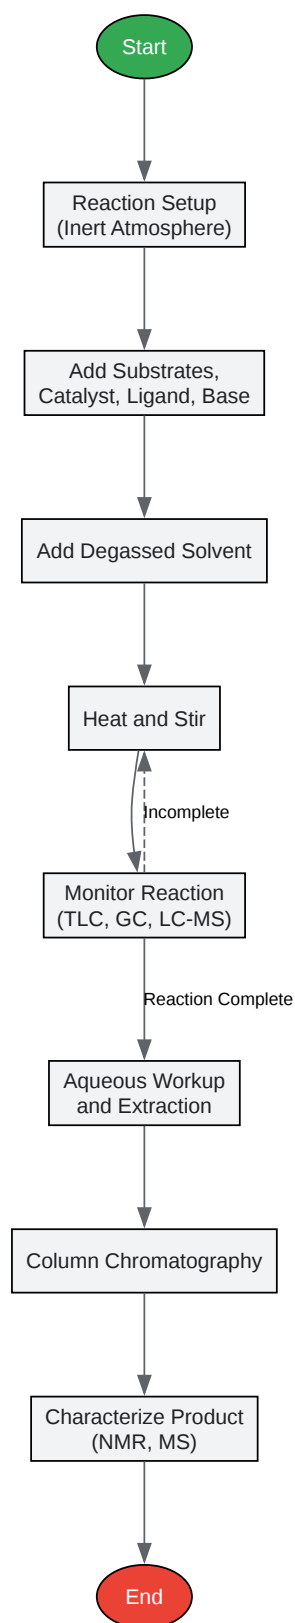 Start
Reaction Setup
(Inert Atmosphere)
Add Substrates,
Catalyst, Ligand, Base
Add Degassed Solvent
Heat and Stir
Incomplete
Monitor Reaction
(TLC, GC, LC-MS)
Reaction Complete
Aqueous Workup
and Extraction
Column Chromatography
Characterize Product
(NMR, MS)
End